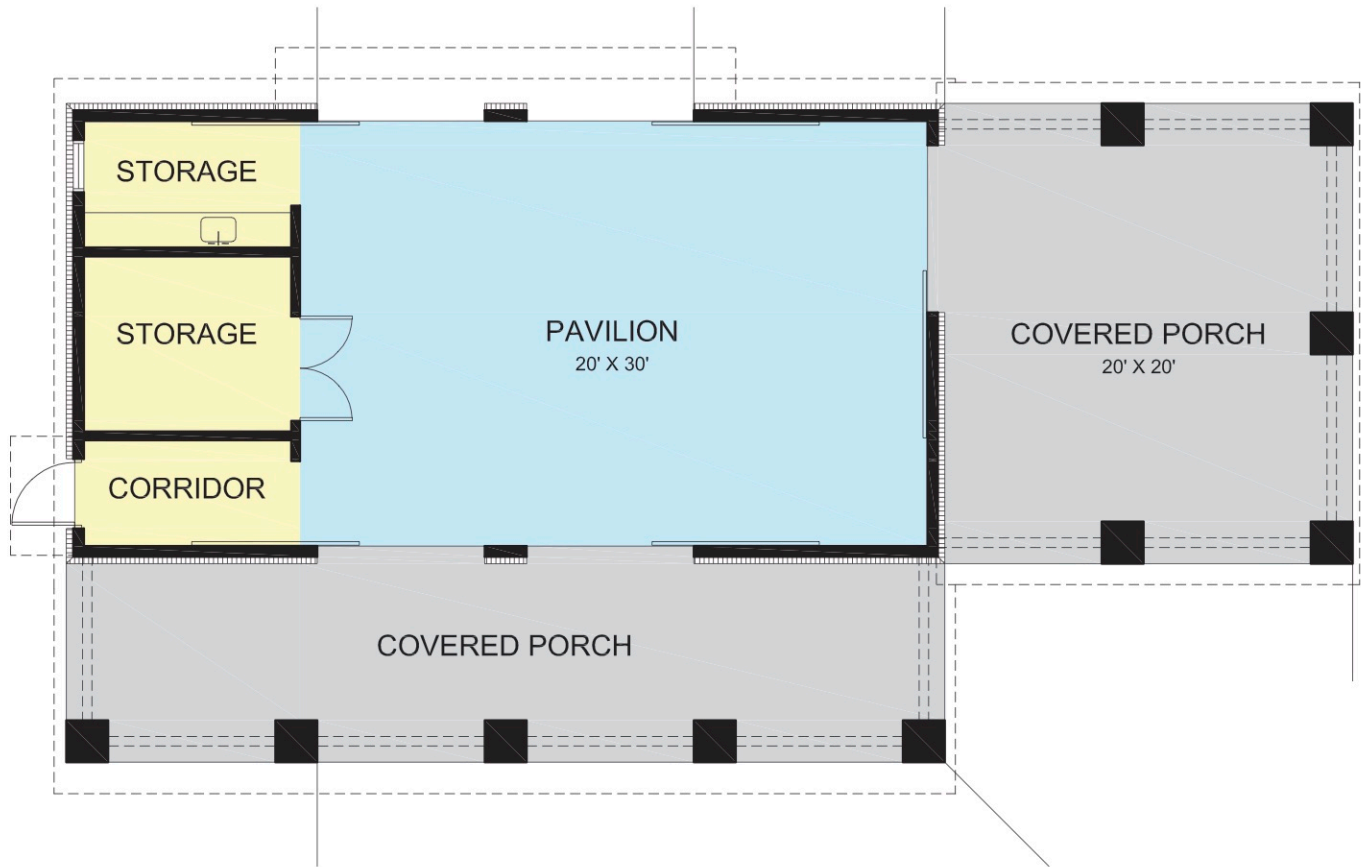 STORAGE
STORAGE
PAVILION
20' X 30'
COVERED PORCH
20' X 20'
CORRIDOR
COVERED PORCH